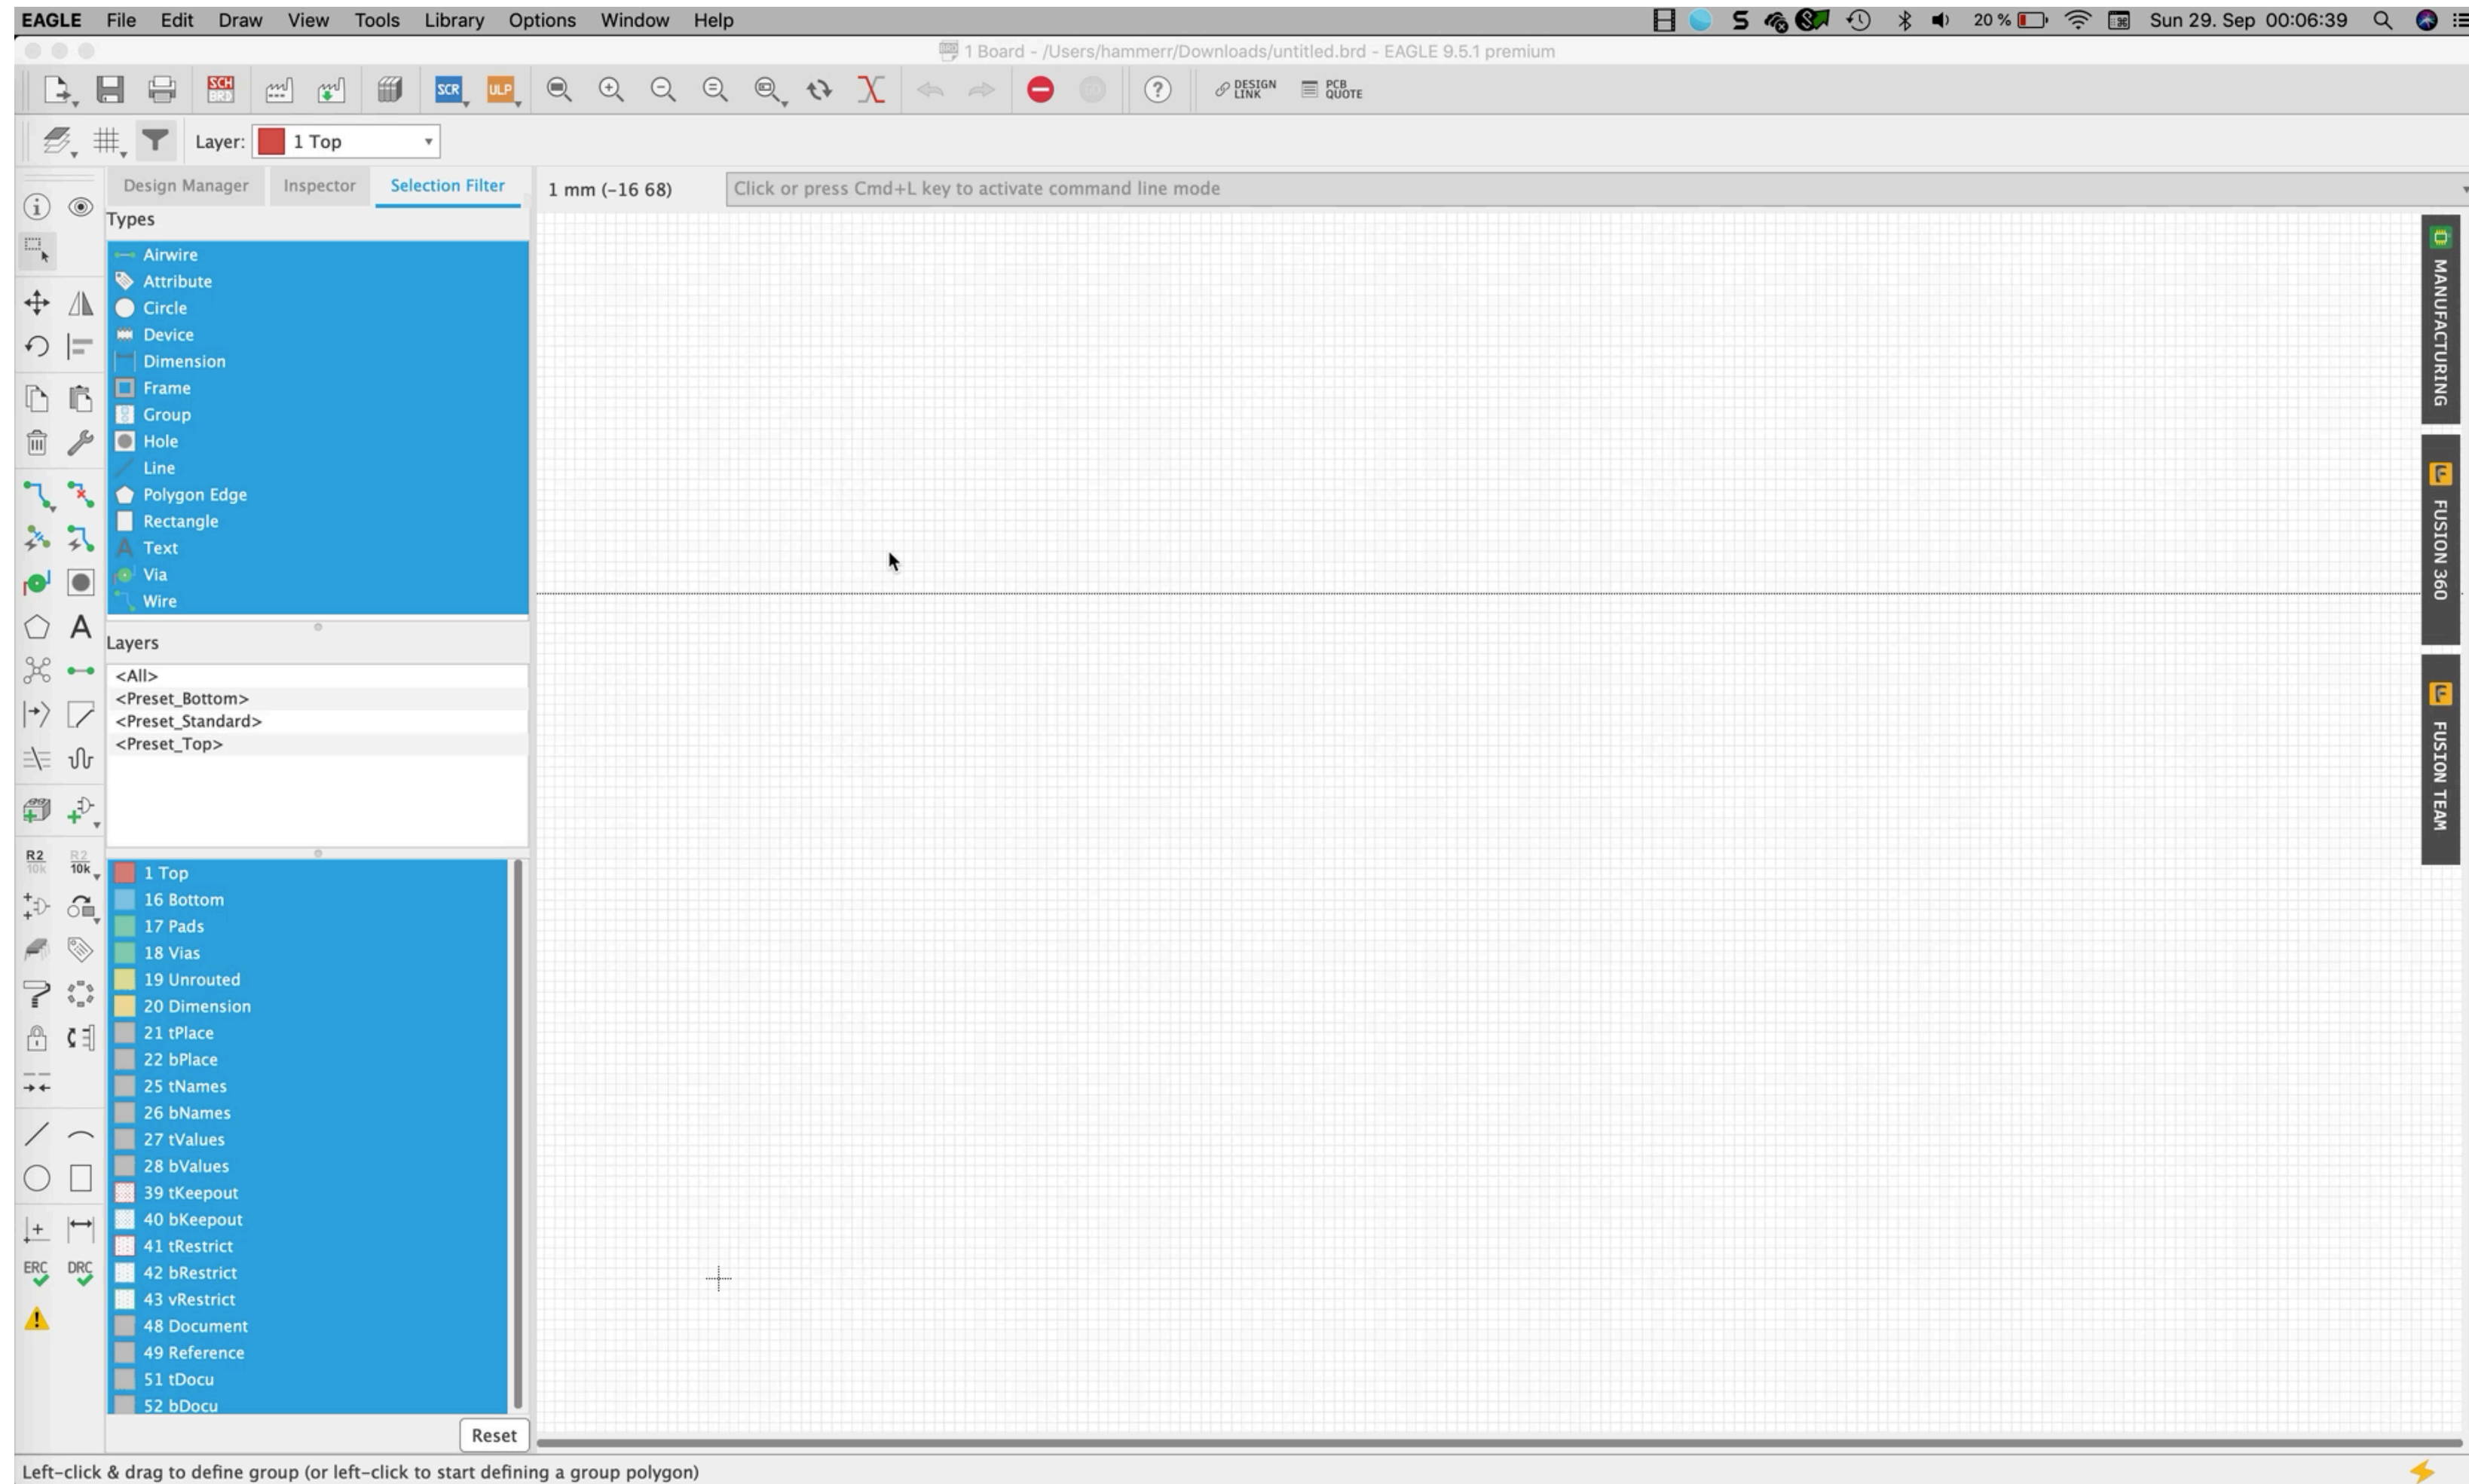 EAGLE File Edit Draw View Tools Library Options Window Help 20 % Sun 29. Sep 00:06:39
1 Board - /Users/hammerr/Downloads/untitled.brd - EAGLE 9.5.1 premium
SCH
BRD
SCR
ULP
DESIGN
LINK
PCB
QUOTE
Layer: 1 Top
Design Manager Inspector Selection Filter
1 mm (-16 68)
Click or press Cmd+L key to activate command line mode
Types
Airwire
Attribute
Circle
Device
Dimension
Frame
Group
Hole
Line
Polygon Edge
Rectangle
Text
Via
Wire
Layers
<All>
<Preset_Bottom>
<Preset_Standard>
<Preset_Top>
1 Top
16 Bottom
17 Pads
18 Vias
19 Unrouted
20 Dimension
21 tPlace
22 bPlace
25 tNames
26 bNames
27 tValues
28 bValues
39 tKeepout
40 bKeepout
41 tRestrict
42 bRestrict
43 vRestrict
48 Document
49 Reference
51 tDocu
52 bDocu
Reset
R2
10k
R2
10k
ERC
DRC
MANUFACTURING
FUSION 360
FUSION TEAM
Left-click & drag to define group (or left-click to start defining a group polygon)